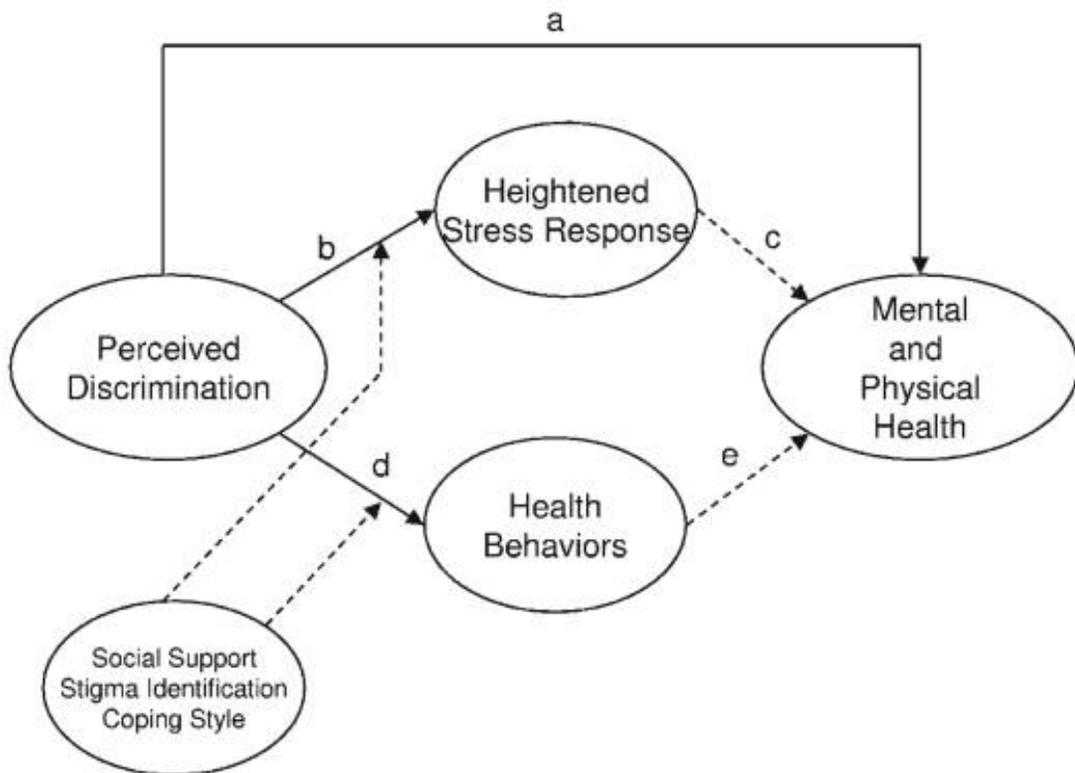 a
Heightened
Stress Response
b
c
Perceived
Discrimination
Mental
and
Physical
Health
d
e
Health
Behaviors
Social Support
Stigma Identification
Coping Style